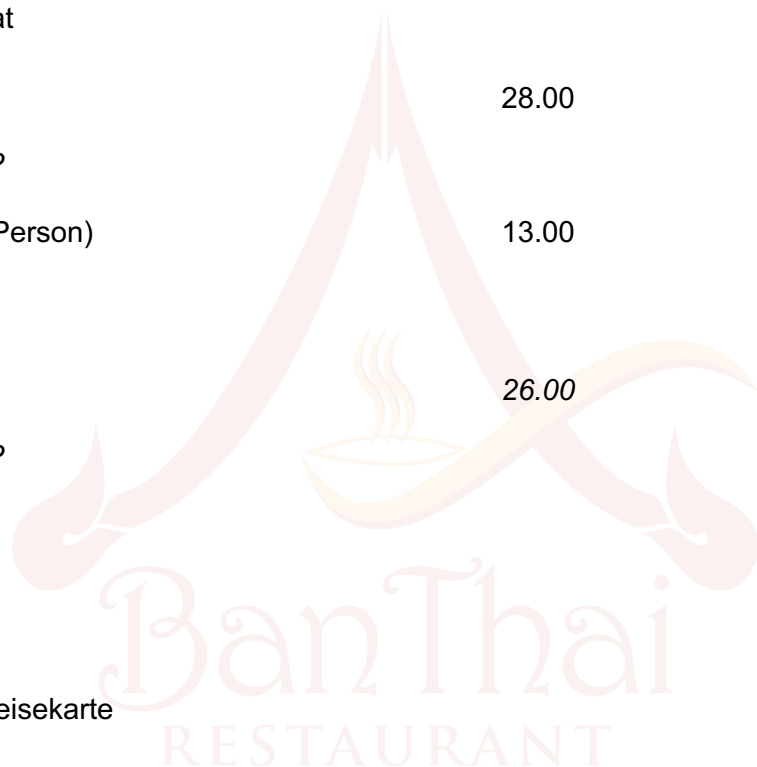 at
28.00
?
Person) 13.00
26.00
?
eisekarte
BanThai
RESTAURANT